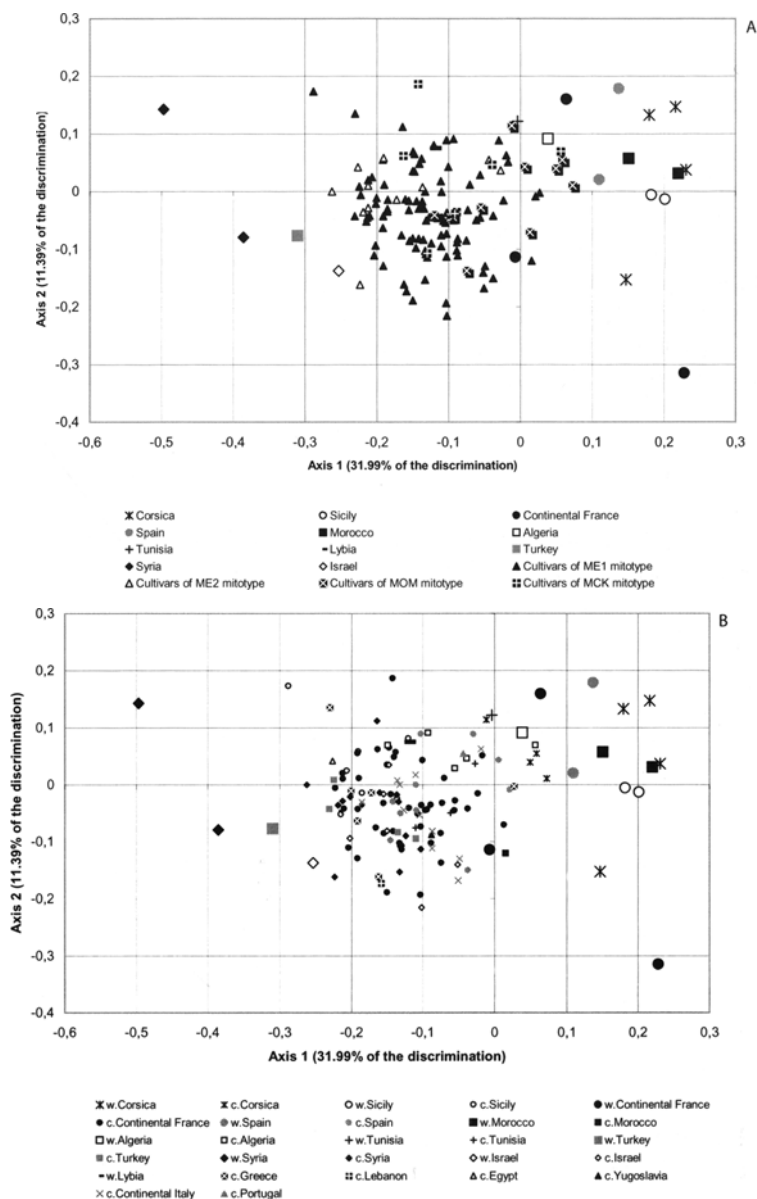 A
0,3
0,2
0,1
0
-0,1
-0,2
-0,3
-0,4
Axis 2 (11.39% of the discrimination)
-0,6 -0,5 -0,4 -0,3 -0,2 -0,1 0 0,1 0,2 0,3
Axis 1 (31.99% of the discrimination)
Corsica Sicily Continental France
Spain Morocco Algeria
Tunisia Lybia Turkey
Syria Israel Cultivars of ME1 mitotype
Cultivars of ME2 mitotype Cultivars of MOM mitotype Cultivars of MCK mitotype
B
0,3
0,2
0,1
0
-0,1
-0,2
-0,3
-0,4
Axis 2 (11.39% of the discrimination)
-0,6 -0,5 -0,4 -0,3 -0,2 -0,1 0 0,1 0,2 0,3
Axis 1 (31.99% of the discrimination)
w.Corsica c.Corsica w.Sicily c.Sicily w.Continental France
c.Continental France w.Spain c.Spain w.Morocco c.Morocco
w.Algeria c.Algeria w.Tunisia c.Tunisia w.Turkey
c.Turkey w.Syria c.Syria w.Israel c.Israel
w.Lybia c.Greece c.Lebanon c.Egypt c.Yugoslavia
c.Continental Italy c.Portugal